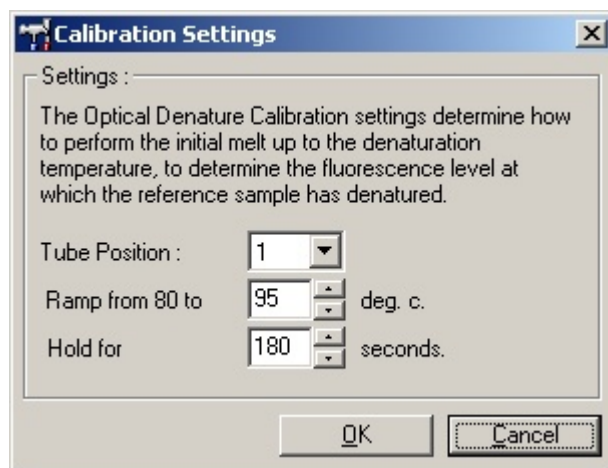 Calibration Settings
Settings :
The Optical Denature Calibration settings determine how
to perform the initial melt up to the denaturation
temperature, to determine the fluorescence level at
which the reference sample has denatured.
Tube Position : 1
Ramp from 80 to 95 deg. c.
Hold for 180 seconds.
OK Cancel